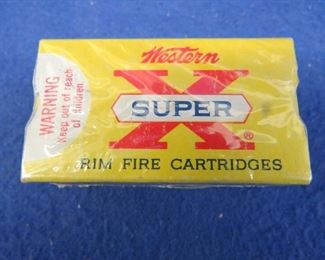 Western
WARNING
Keep out of reach
of children
X
SUPER
®
RIM FIRE CARTRIDGES